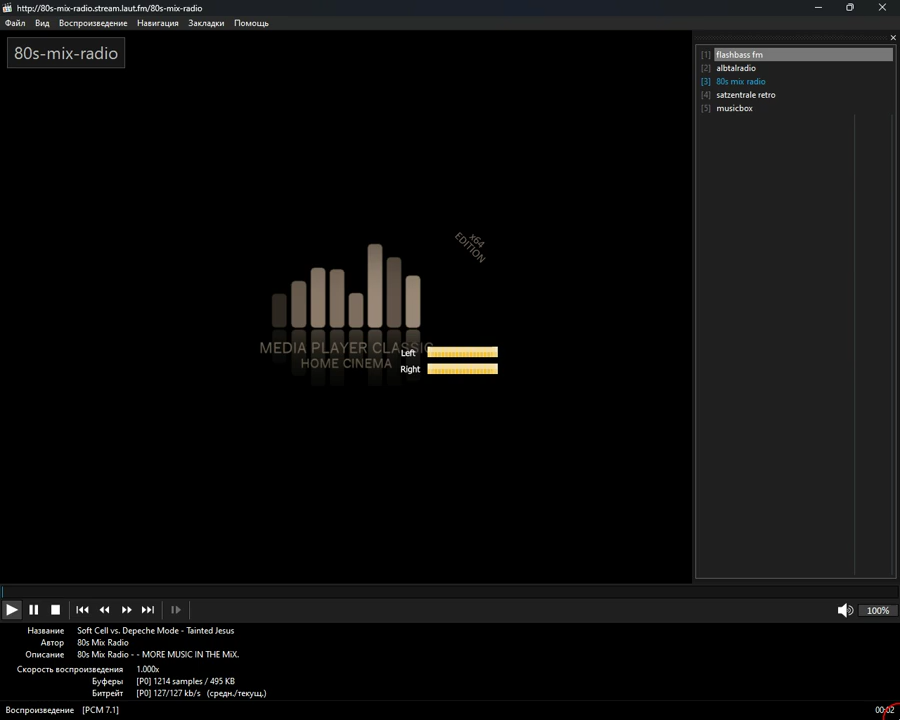 http://80s-mix-radio.stream.laut.fm/80s-mix-radio
Файл Вид Воспроизведение Навигация Закладки Помощь
80s-mix-radio
[1] flashbass fm
[2] albtalradio
[3] 80s mix radio
[4] satzentrale retro
[5] musicbox
x64
EDITION
MEDIA PLAYER CLASSIC
HOME CINEMA
Left
Right
100%
Название Soft Cell vs. Depeche Mode - Tainted Jesus
Автор 80s Mix Radio
Описание 80s Mix Radio - - MORE MUSIC IN THE MiX.
Скорость воспроизведения 1.000x
Буферы [P0] 1214 samples / 495 KB
Битрейт [P0] 127/127 kb/s (средн./текущ.)
Воспроизведение [PCM 7.1] 00:02